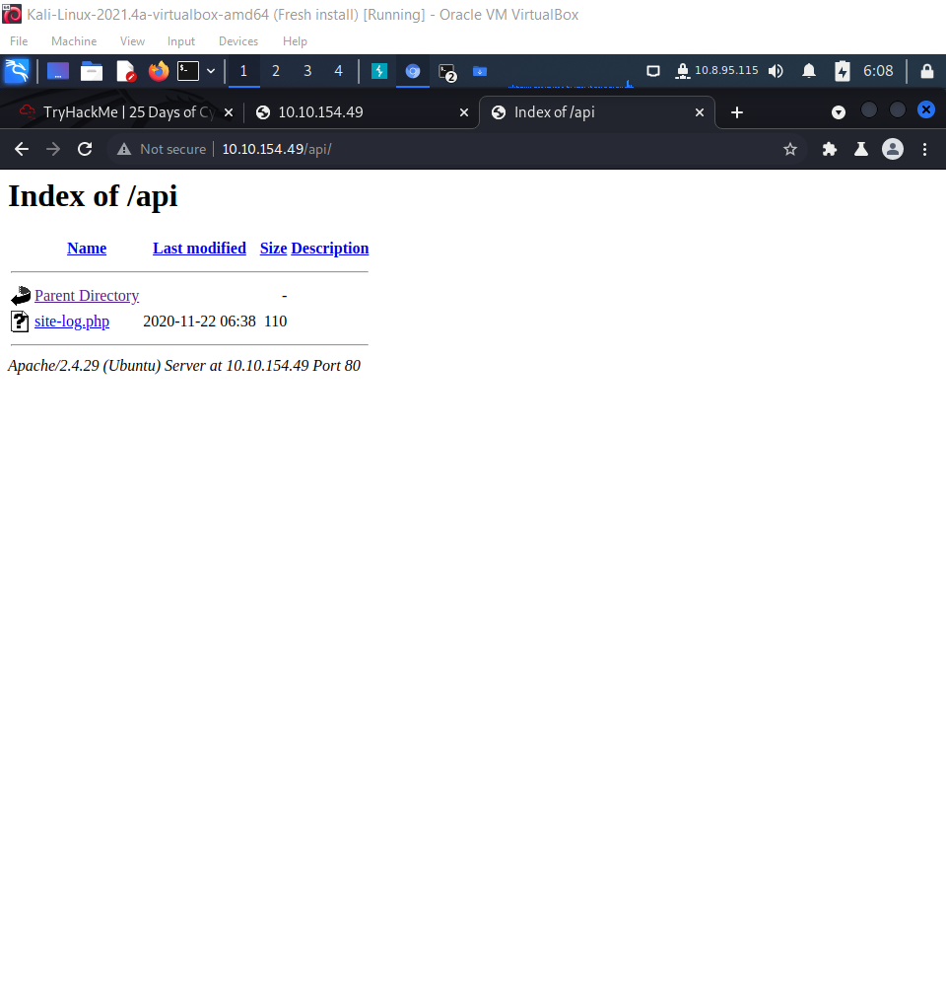 Kali-Linux-2021.4a-virtualbox-amd64 (Fresh install) [Running] - Oracle VM VirtualBox
File Machine View Input Devices Help
1 2 3 4 2 10.8.95.115 6:08
TryHackMe | 25 Days of Cy 10.10.154.49 Index of /api
Not secure 10.10.154.49/api/
Index of /api
Name Last modified Size Description
Parent Directory -
site-log.php 2020-11-22 06:38 110
Apache/2.4.29 (Ubuntu) Server at 10.10.154.49 Port 80